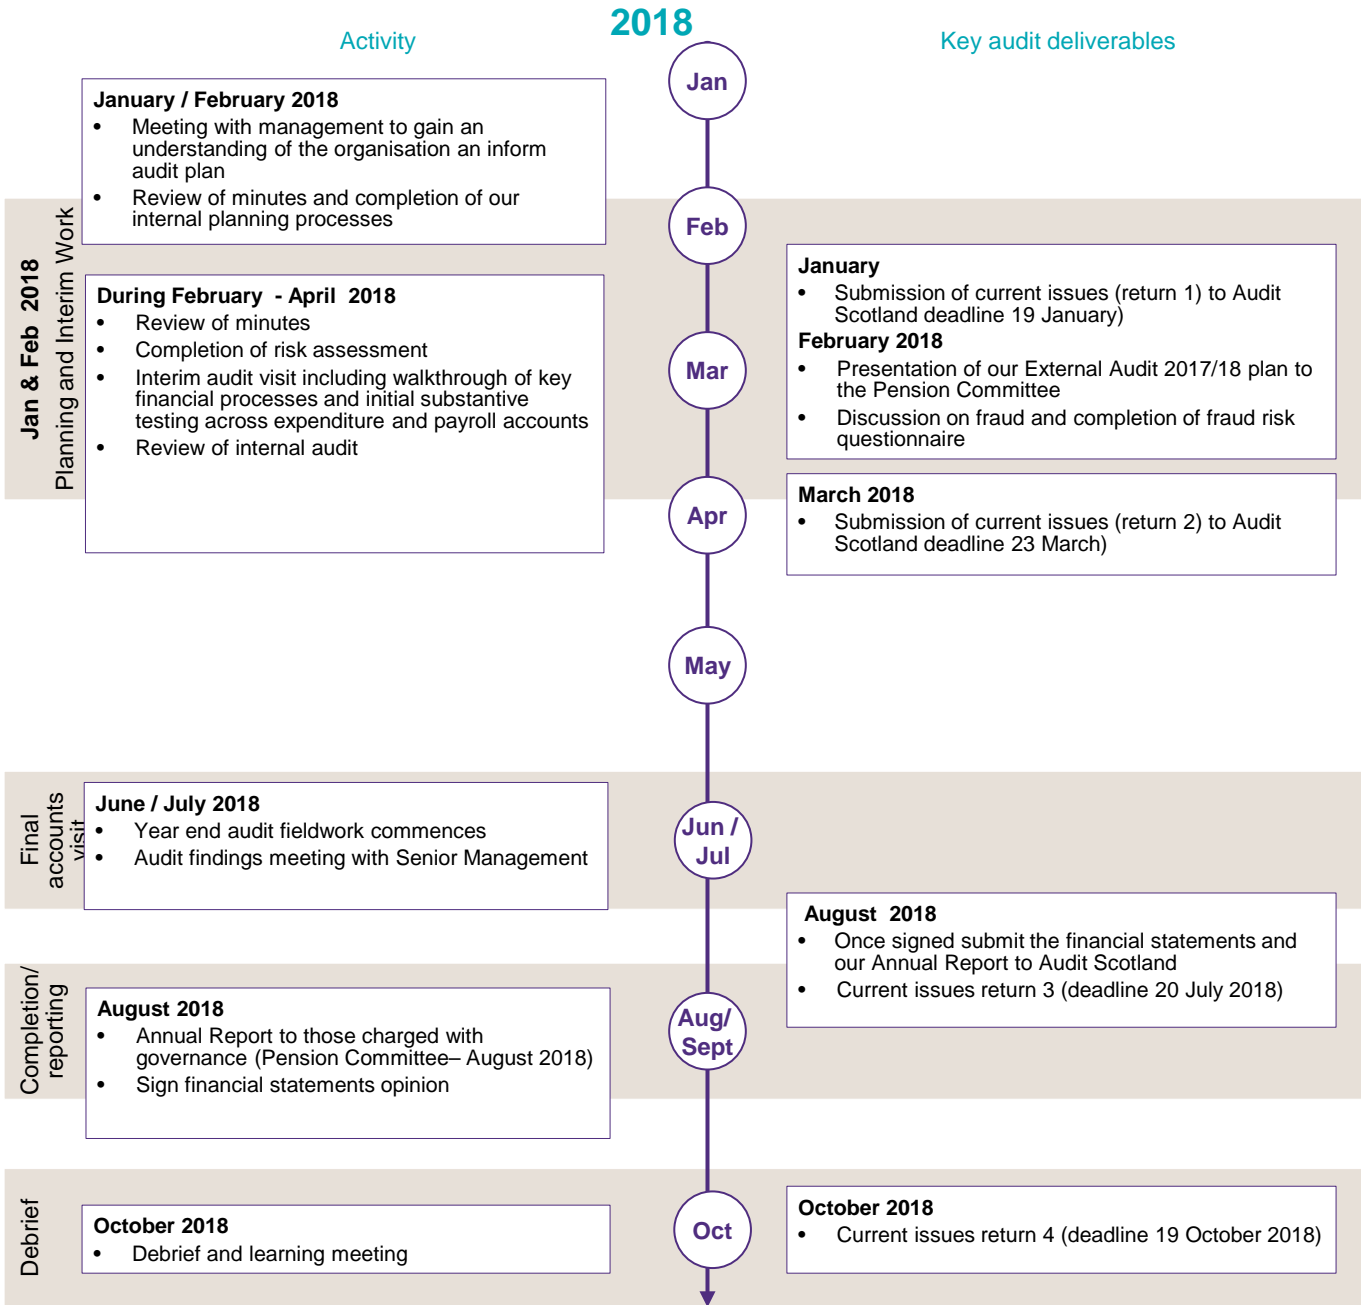 2018
Activity
Key audit deliverables
Jan
January / February 2018
• Meeting with management to gain an
understanding of the organisation an inform
audit plan
• Review of minutes and completion of our
internal planning processes
Jan & Feb 2018
Planning and Interim Work
Feb
During February - April 2018
• Review of minutes
• Completion of risk assessment
• Interim audit visit including walkthrough of key
financial processes and initial substantive
testing across expenditure and payroll accounts
• Review of internal audit
January
• Submission of current issues (return 1) to Audit
Scotland deadline 19 January)
February 2018
• Presentation of our External Audit 2017/18 plan to
the Pension Committee
• Discussion on fraud and completion of fraud risk
questionnaire
Mar
March 2018
• Submission of current issues (return 2) to Audit
Scotland deadline 23 March)
Apr
May
Final
accounts
visit
June / July 2018
• Year end audit fieldwork commences
• Audit findings meeting with Senior Management
Jun /
Jul
August 2018
• Once signed submit the financial statements and
our Annual Report to Audit Scotland
• Current issues return 3 (deadline 20 July 2018)
Completion/
reporting
August 2018
• Annual Report to those charged with
governance (Pension Committee– August 2018)
• Sign financial statements opinion
Aug/
Sept
Debrief
October 2018
• Debrief and learning meeting
Oct
October 2018
• Current issues return 4 (deadline 19 October 2018)